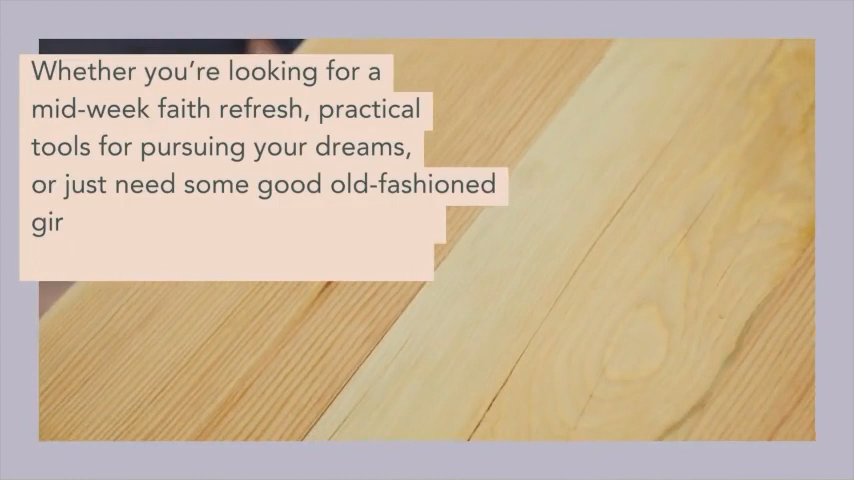 Whether you’re looking for a
mid-week faith refresh, practical
tools for pursuing your dreams,
or just need some good old-fashioned
gir